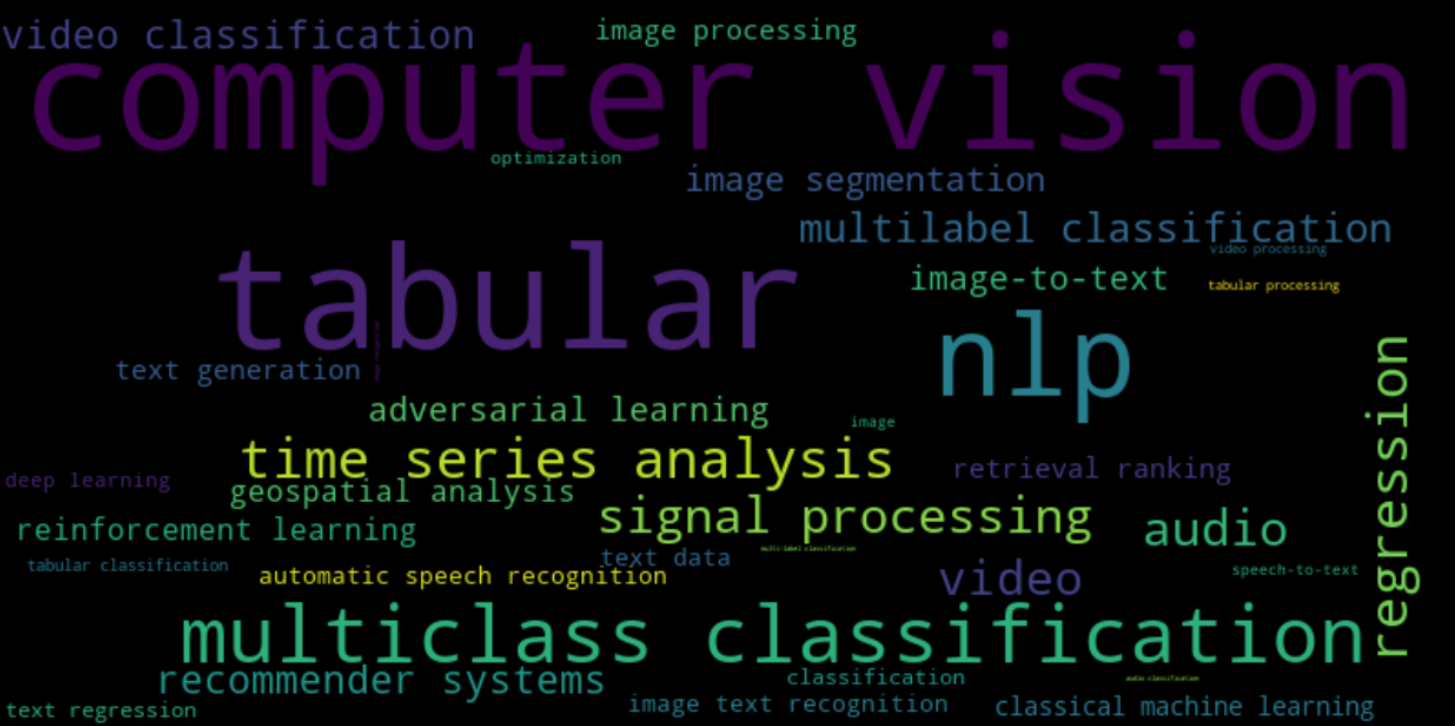 video classification
image processing
computer vision
optimization
image segmentation
multilabel classification
video processing
image-to-text
tabular processing
tabular
nlp
text generation
regression
adversarial learning
image
time series analysis
retrieval ranking
deep learning
geospatial analysis
signal processing
reinforcement learning
audio
multi-label classification
text data
tabular classification
automatic speech recognition
video
speech-to-text
multiclass classification
recommender systems
classification
audio classification
image text recognition
classical machine learning
text regression